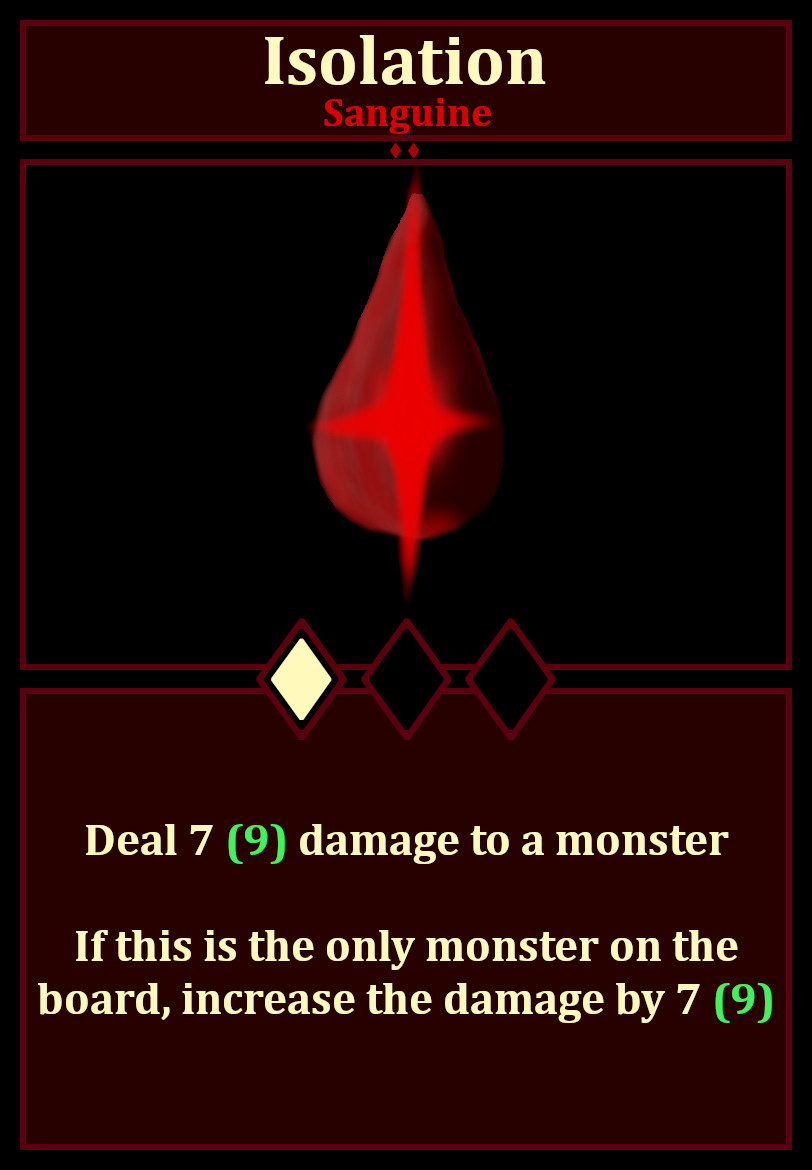 Isolation
Sanguine
Deal 7 (9) damage to a monster
If this is the only monster on the
board, increase the damage by 7 (9)